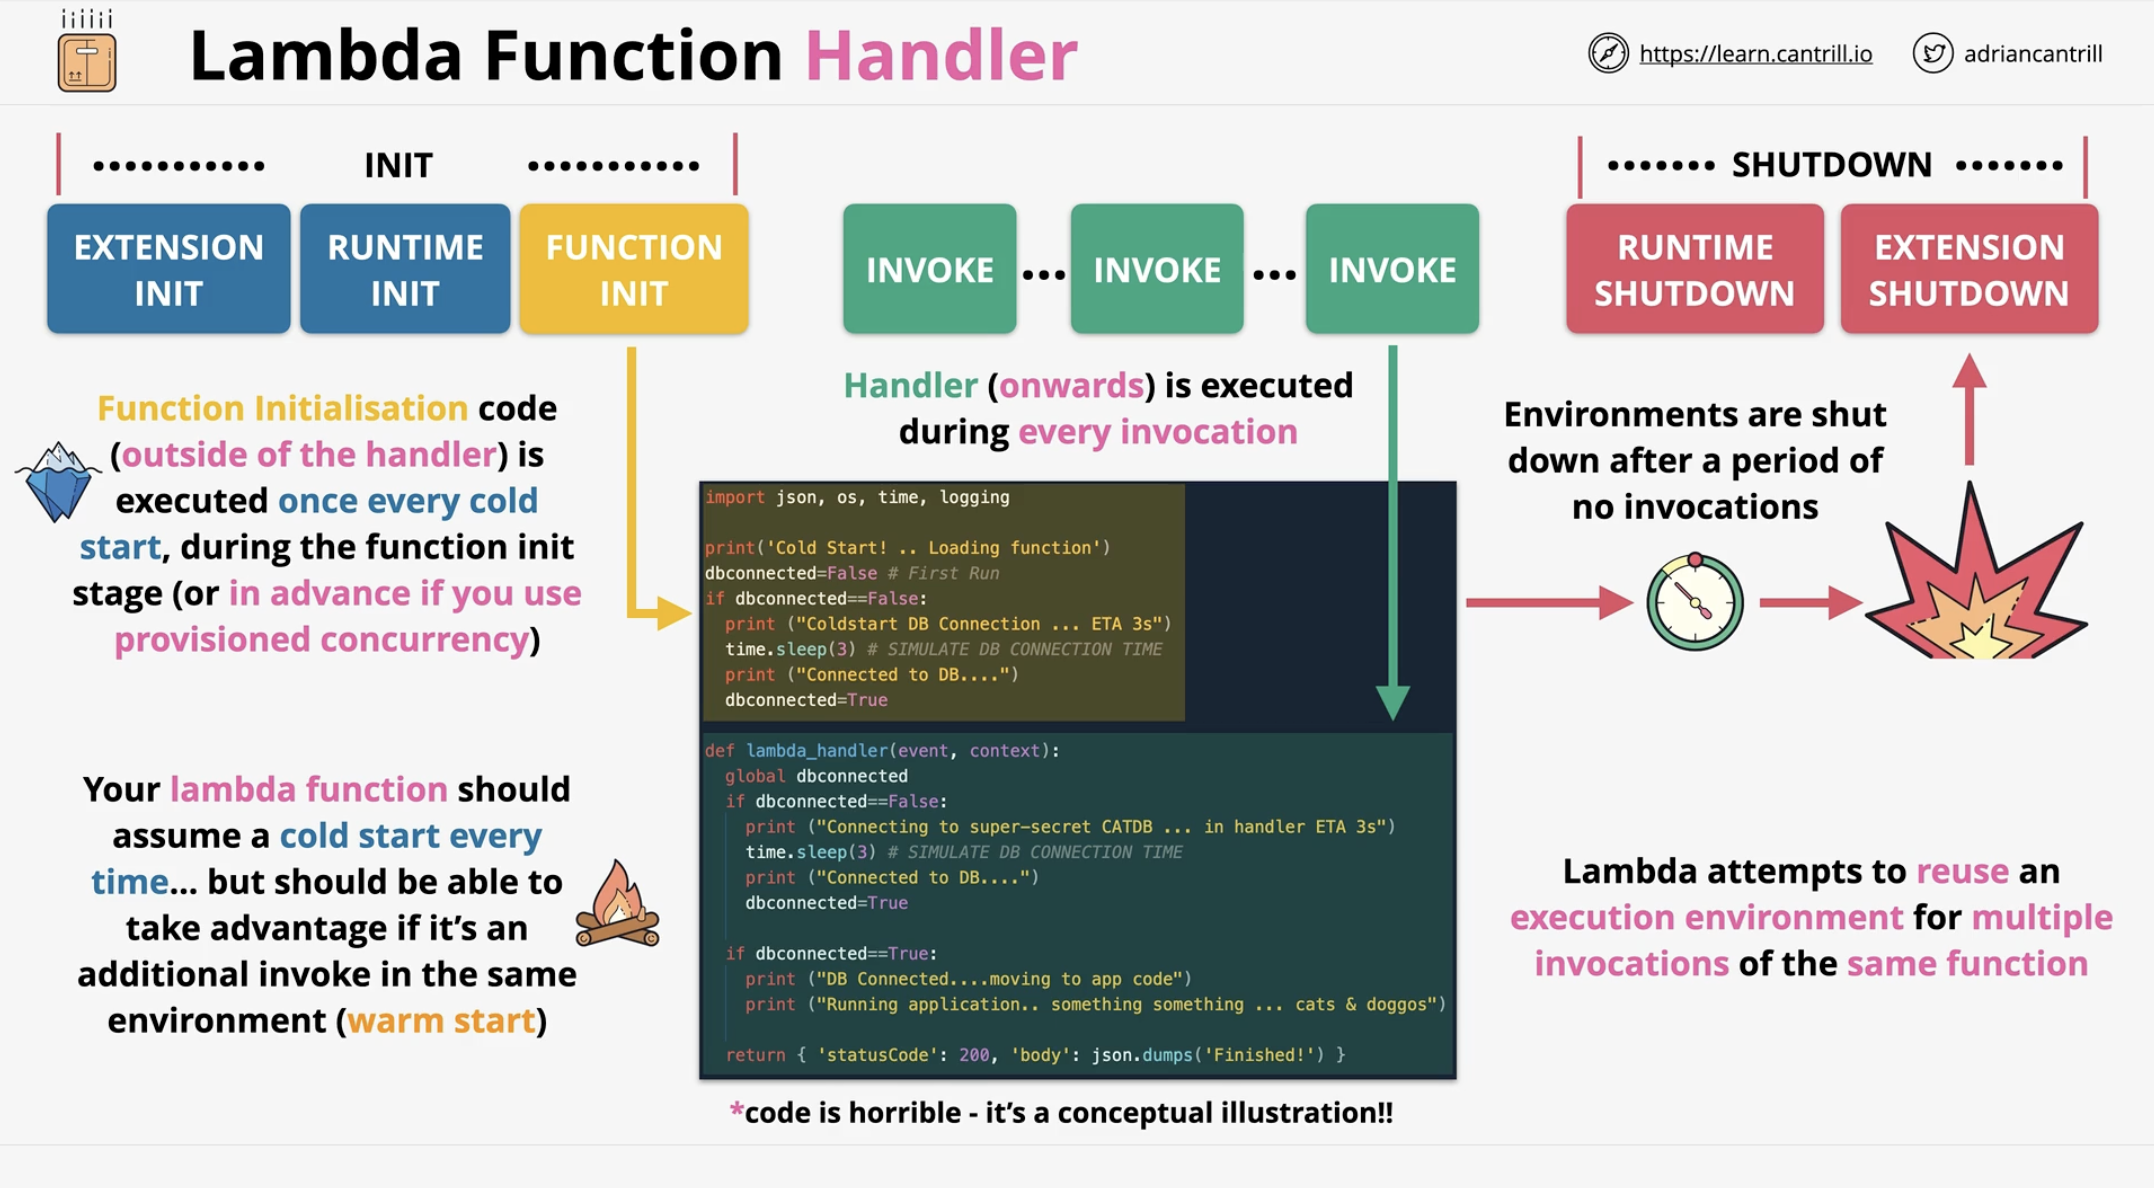 Lambda Function Handler
https://learn.cantrill.io
adriancantrill
........... INIT ...........
EXTENSION
INIT
RUNTIME
INIT
FUNCTION
INIT
INVOKE
...
INVOKE
...
INVOKE
....... SHUTDOWN .......
RUNTIME
SHUTDOWN
EXTENSION
SHUTDOWN
Function Initialisation code
(outside of the handler) is
executed once every cold
start, during the function init
stage (or in advance if you use
provisioned concurrency)
Your lambda function should
assume a cold start every
time... but should be able to
take advantage if it's an
additional invoke in the same
environment (warm start)
Handler (onwards) is executed
during every invocation
import json, os, time, logging
print('Cold Start! .. Loading function')
dbconnected=False # First Run
if dbconnected==False:
  print ("Coldstart DB Connection ... ETA 3s")
  time.sleep(3) # SIMULATE DB CONNECTION TIME
  print ("Connected to DB....")
  dbconnected=True
def lambda_handler(event, context):
  global dbconnected
  if dbconnected==False:
    print ("Connecting to super-secret CATDB ... in handler ETA 3s")
    time.sleep(3) # SIMULATE DB CONNECTION TIME
    print ("Connected to DB....")
    dbconnected=True
  if dbconnected==True:
    print ("DB Connected....moving to app code")
    print ("Running application.. something something ... cats & doggos")
  return { 'statusCode': 200, 'body': json.dumps('Finished!') }
*code is horrible - it's a conceptual illustration!!
Environments are shut
down after a period of
no invocations
Lambda attempts to reuse an
execution environment for multiple
invocations of the same function